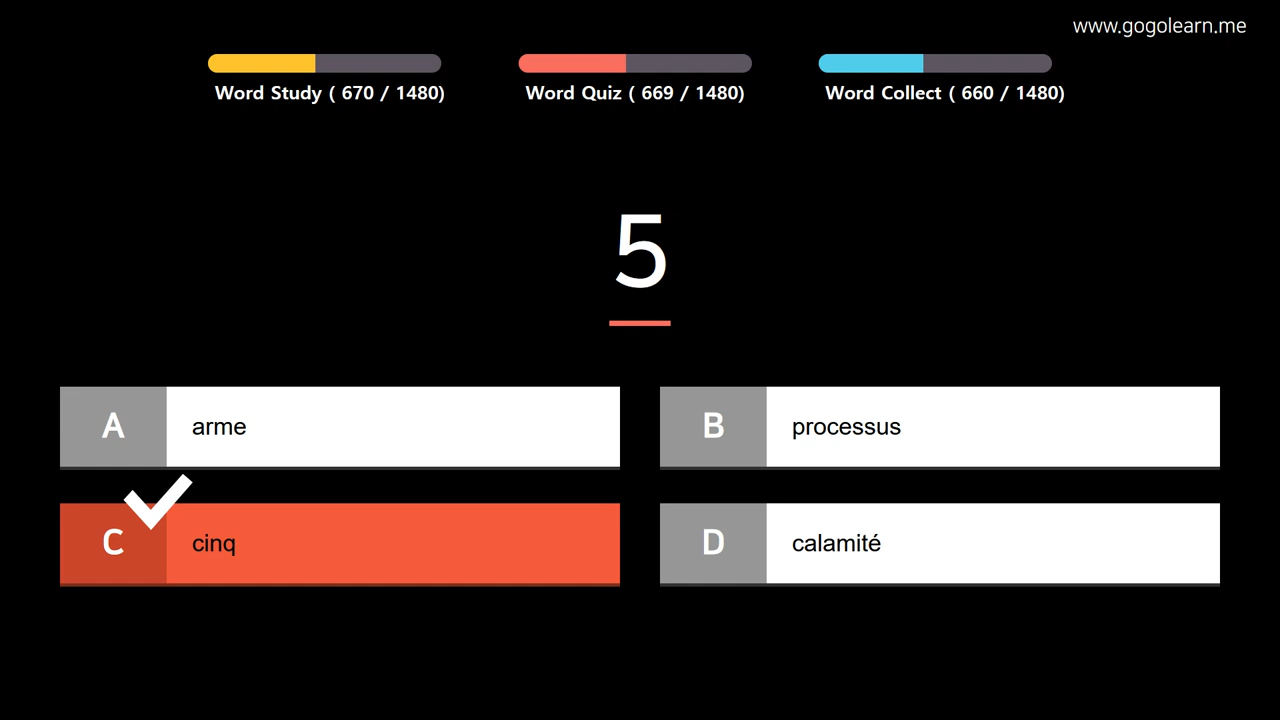 www.gogolearn.me
Word Study ( 670 / 1480)
Word Quiz ( 669 / 1480)
Word Collect ( 660 / 1480)
5
A arme
B processus
C cinq
D calamité